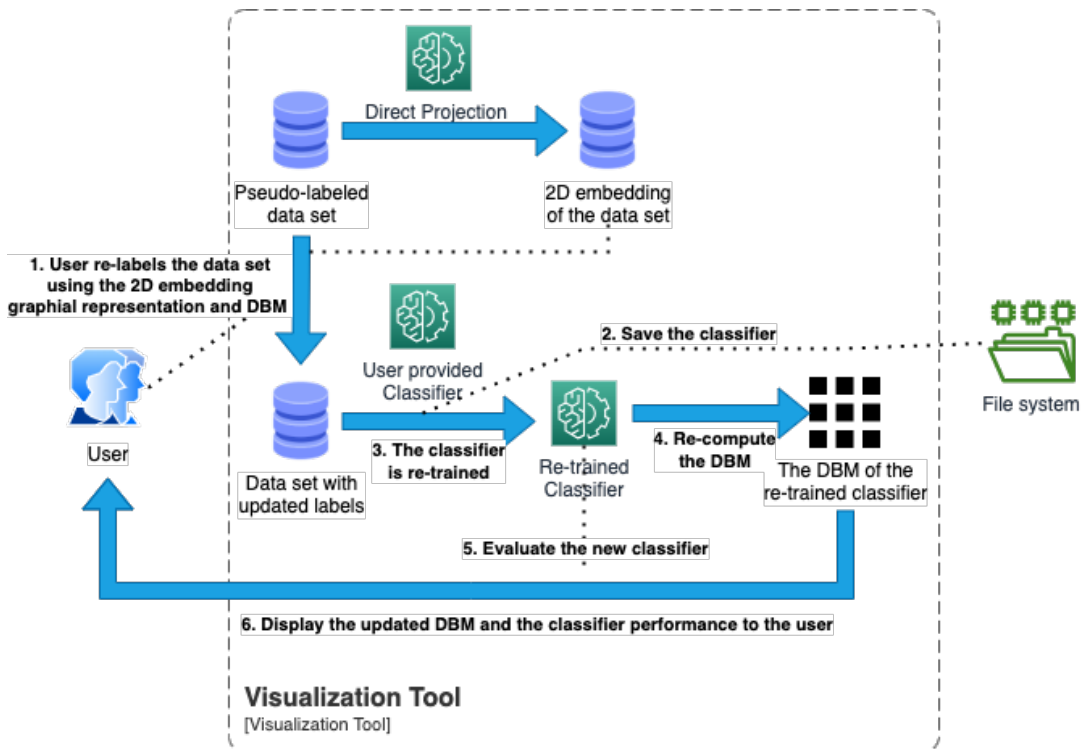 Direct Projection
Pseudo-labeled
data set
2D embedding
of the data set
1. User re-labels the data set
using the 2D embedding
graphial representation and DBM
2. Save the classifier
User provided
Classifier
File system
User
3. The classifier
is re-trained
4. Re-compute
the DBM
Data set with
updated labels
Re-trained
Classifier
The DBM of the
re-trained classifier
5. Evaluate the new classifier
6. Display the updated DBM and the classifier performance to the user
Visualization Tool
[Visualization Tool]